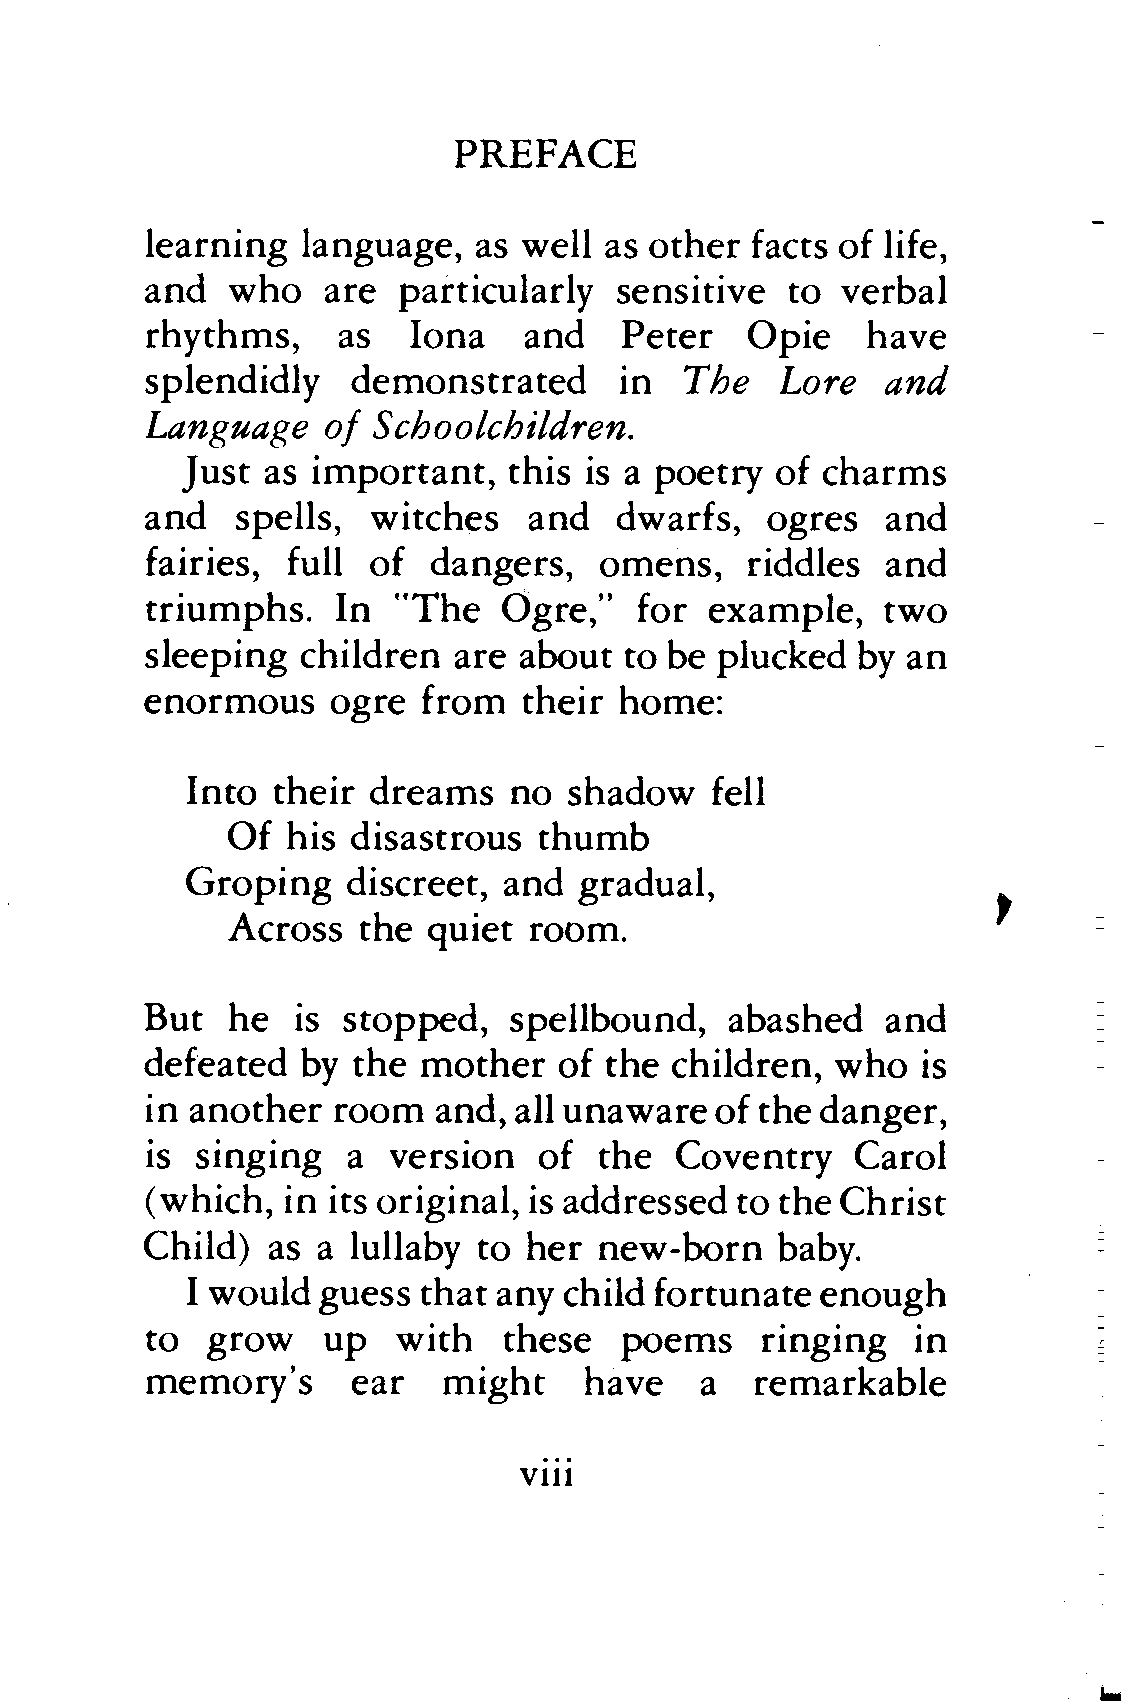 PREFACE
learning language, as well as other facts of life,
and who are particularly sensitive to verbal
rhythms, as Iona and Peter Opie have
splendidly demonstrated in The Lore and
Language of Schoolchildren.
Just as important, this is a poetry of charms
and spells, witches and dwarfs, ogres and
fairies, full of dangers, omens, riddles and
triumphs. In "The Ogre," for example, two
sleeping children are about to be plucked by an
enormous ogre from their home:
Into their dreams no shadow fell
Of his disastrous thumb
Groping discreet, and gradual,
Across the quiet room.
But he is stopped, spellbound, abashed and
defeated by the mother of the children, who is
in another room and, all unaware of the danger,
is singing a version of the Coventry Carol
(which, in its original, is addressed to the Christ
Child) as a lullaby to her new-born baby.
I would guess that any child fortunate enough
to grow up with these poems ringing in
memory's ear might have a remarkable
viii